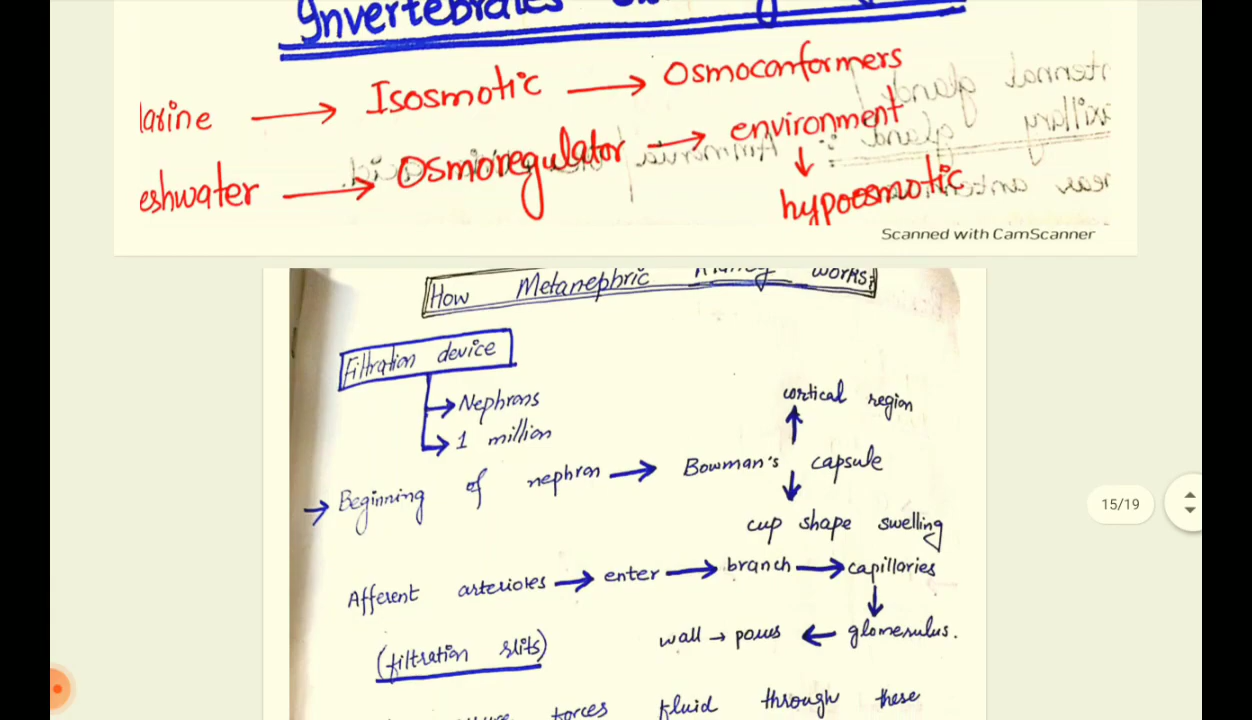 Invertebrates
larine → Isosmotic → Osmoconformers
eshwater → Osmoregulator → environment
↓
hypoosmotic
Scanned with CamScanner
How Metanephric Kidney works:
Filtration device
→ Nephrons
→ 1 million
cortical region
↑
→ Beginning of nephron → Bowman's capsule
↓
cup shape swelling
Afferent arterioles → enter → branch → capillaries
↓
(filtration slits) wall → pores ← glomerulus.
forces fluid through these
15/19